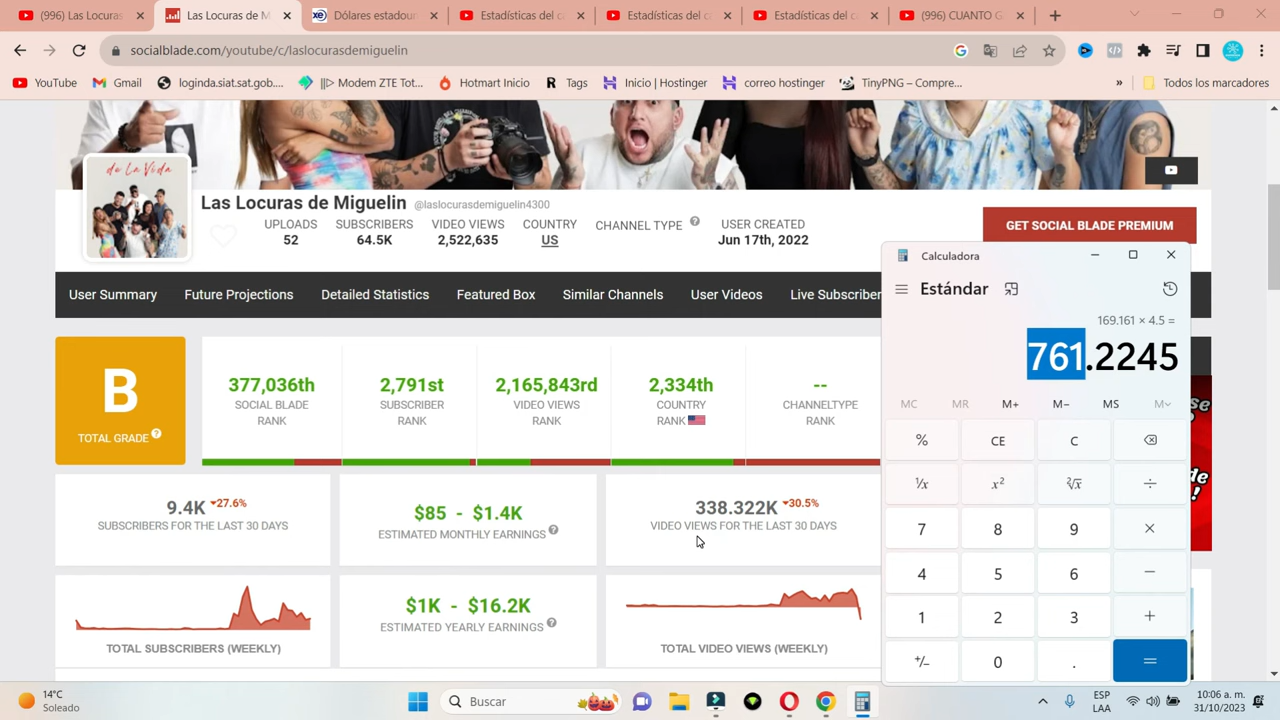 (996) Las Locuras
Las Locuras de M
Dólares estadour
Estadísticas del c
Estadísticas del c
Estadísticas del c
(996) CUANTO G
socialblade.com/youtube/c/laslocurasdemiguelin
YouTube
Gmail
loginda.siat.sat.gob....
||▷ Modem ZTE Tot...
Hotmart Inicio
R Tags
Inicio | Hostinger
correo hostinger
TinyPNG – Compre...
»
Todos los marcadores
de La Vida
Las Locuras de Miguelin @laslocurasdemiguelin4300
UPLOADS
52
SUBSCRIBERS
64.5K
VIDEO VIEWS
2,522,635
COUNTRY
US
CHANNEL TYPE ?
USER CREATED
Jun 17th, 2022
GET SOCIAL BLADE PREMIUM
User Summary
Future Projections
Detailed Statistics
Featured Box
Similar Channels
User Videos
Live Subscriber
B
TOTAL GRADE ?
377,036th
SOCIAL BLADE
RANK
2,791st
SUBSCRIBER
RANK
2,165,843rd
VIDEO VIEWS
RANK
2,334th
COUNTRY
RANK
--
CHANNELTYPE
RANK
9.4K 27.6%
SUBSCRIBERS FOR THE LAST 30 DAYS
$85 - $1.4K
ESTIMATED MONTHLY EARNINGS ?
338.322K 30.5%
VIDEO VIEWS FOR THE LAST 30 DAYS
TOTAL SUBSCRIBERS (WEEKLY)
$1K - $16.2K
ESTIMATED YEARLY EARNINGS ?
TOTAL VIDEO VIEWS (WEEKLY)
Calculadora
Estándar
169.161 × 4.5 =
761.2245
MC MR M+ M− MS M
% CE C
¹/x x² ²√x ÷
7 8 9 ×
4 5 6 −
1 2 3 +
+/− 0 . =
Se
de
!
14°C
Soleado
Buscar
ESP
LAA
10:06 a. m.
31/10/2023